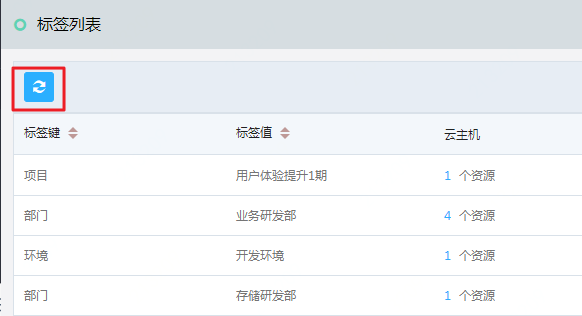 标签列表
标签键 标签值 云主机
项目 用户体验提升1期 1 个资源
部门 业务研发部 4 个资源
环境 开发环境 1 个资源
部门 存储研发部 1 个资源